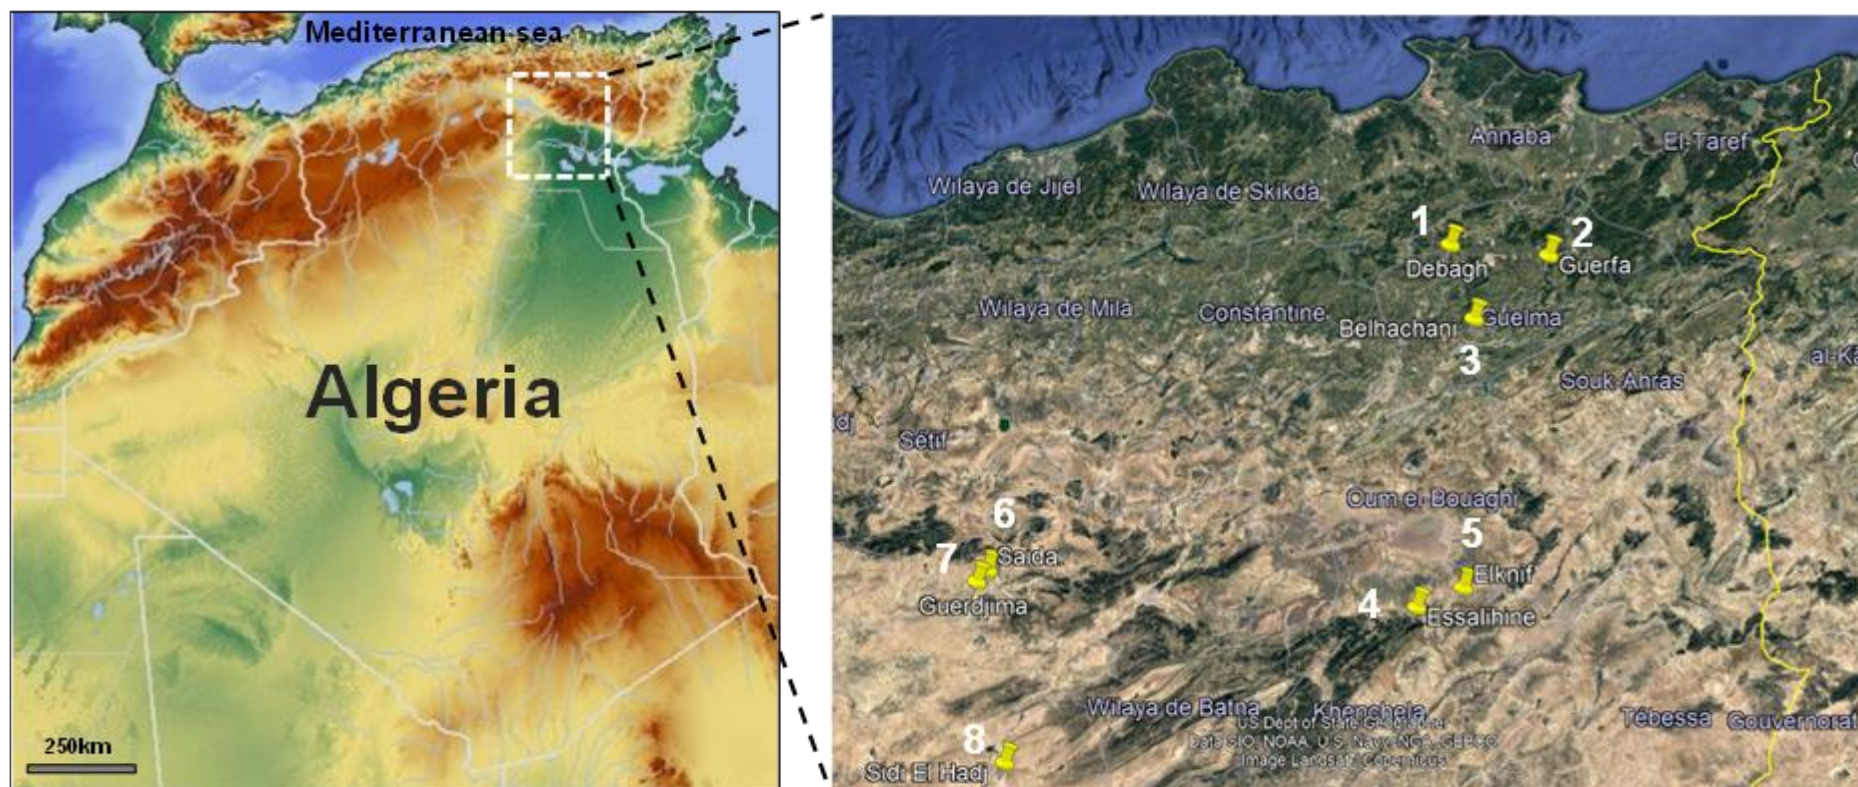 Mediterranean sea
Algeria
250km
Annaba
El-Taref
Wilaya de Jijel
Wilaya de Skikda
1
2
Debagh
Guerfa
Wilaya de Mila
Constantine
Belhachani
Guelma
3
Souk-Ahras
Sétif
Oum el Bouaghi
6
5
7
Saida
Elknif
Guerdjima
4
Essalihine
Wilaya de Batna
Khenchela
Tébessa
Gouvernorat
US Dept of State Geographer
Data SIO, NOAA, U.S. Navy, NGA, GEBCO
Image Landsat / Copernicus
8
Sidi El Hadj